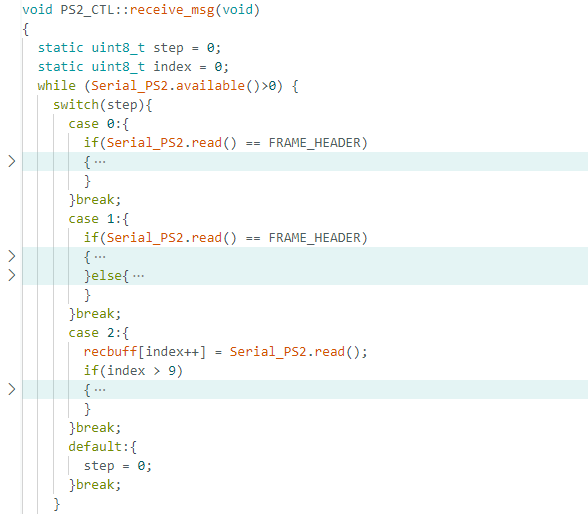 void PS2_CTL::receive_msg(void)
{
  static uint8_t step = 0;
  static uint8_t index = 0;
  while (Serial_PS2.available()>0) {
    switch(step){
      case 0:{
        if(Serial_PS2.read() == FRAME_HEADER)
        {···
        }
      }break;
      case 1:{
        if(Serial_PS2.read() == FRAME_HEADER)
        {···
        }else{···
        }
      }break;
      case 2:{
        recbuff[index++] = Serial_PS2.read();
        if(index > 9)
        {···
        }
      }break;
      default:{
        step = 0;
      }break;
    }